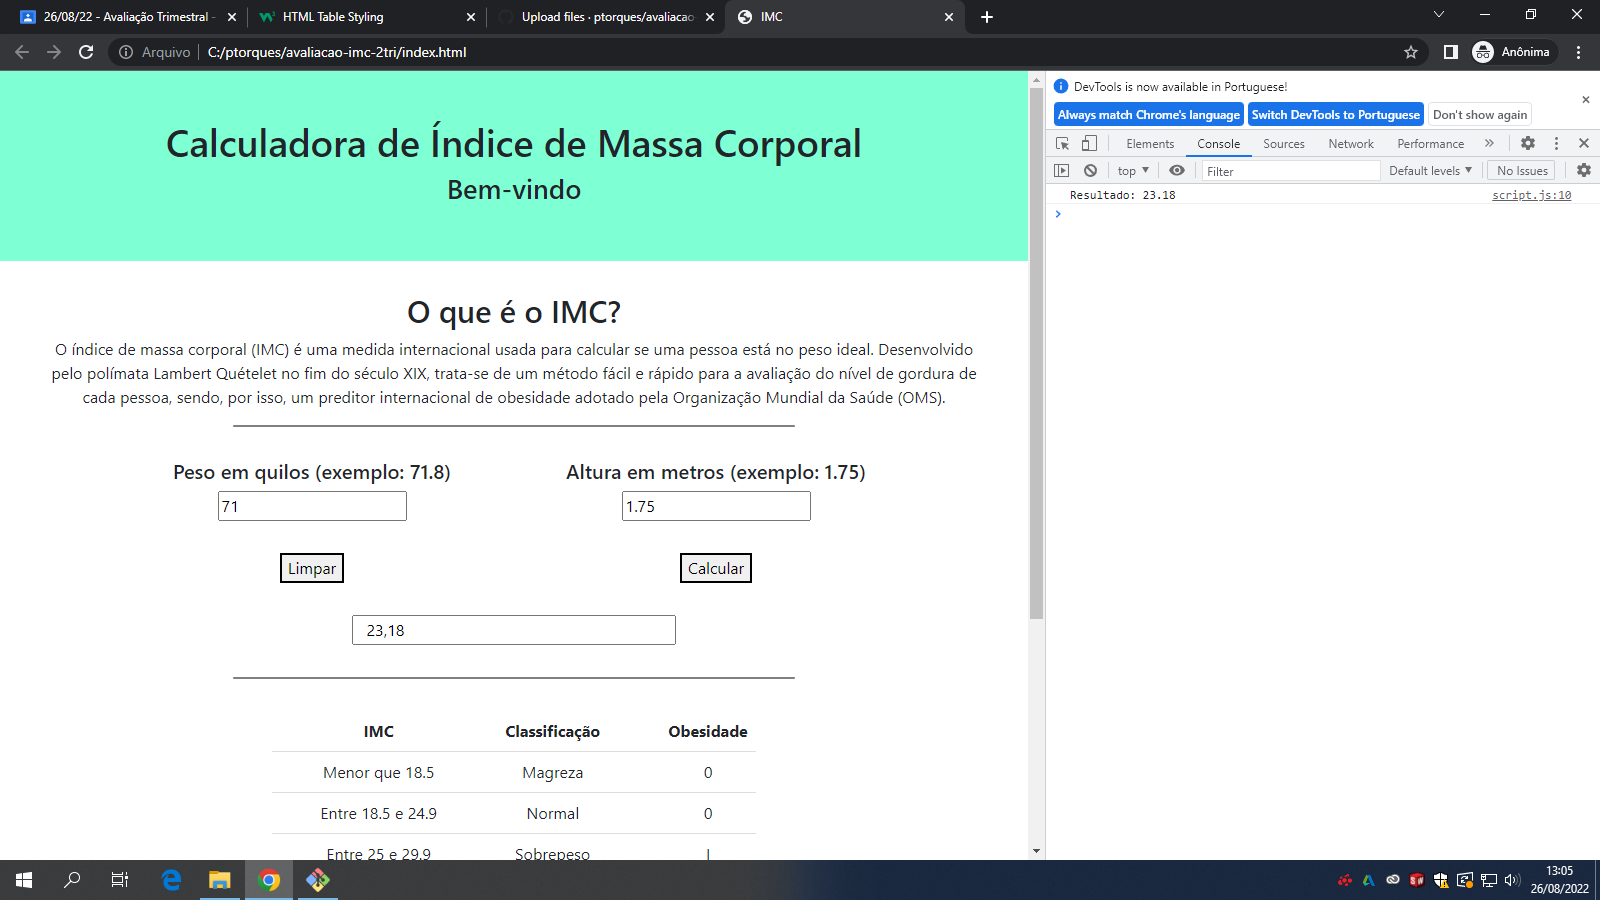 26/08/22 - Avaliação Trimestral -
HTML Table Styling
Upload files · ptorques/avaliacao
IMC
Arquivo
C:/ptorques/avaliacao-imc-2tri/index.html
Anônima
Calculadora de Índice de Massa Corporal
Bem-vindo
O que é o IMC?
O índice de massa corporal (IMC) é uma medida internacional usada para calcular se uma pessoa está no peso ideal. Desenvolvido
pelo polímata Lambert Quételet no fim do século XIX, trata-se de um método fácil e rápido para a avaliação do nível de gordura de
cada pessoa, sendo, por isso, um preditor internacional de obesidade adotado pela Organização Mundial da Saúde (OMS).
Peso em quilos (exemplo: 71.8)
Altura em metros (exemplo: 1.75)
71
1.75
Limpar
Calcular
23,18
IMC Classificação Obesidade
Menor que 18.5 Magreza 0
Entre 18.5 e 24.9 Normal 0
Entre 25 e 29.9 Sobrepeso I
DevTools is now available in Portuguese!
Always match Chrome's language
Switch DevTools to Portuguese
Don't show again
Elements Console Sources Network Performance
top
Filter
Default levels
No Issues
Resultado: 23.18
script.js:10
13:05
26/08/2022